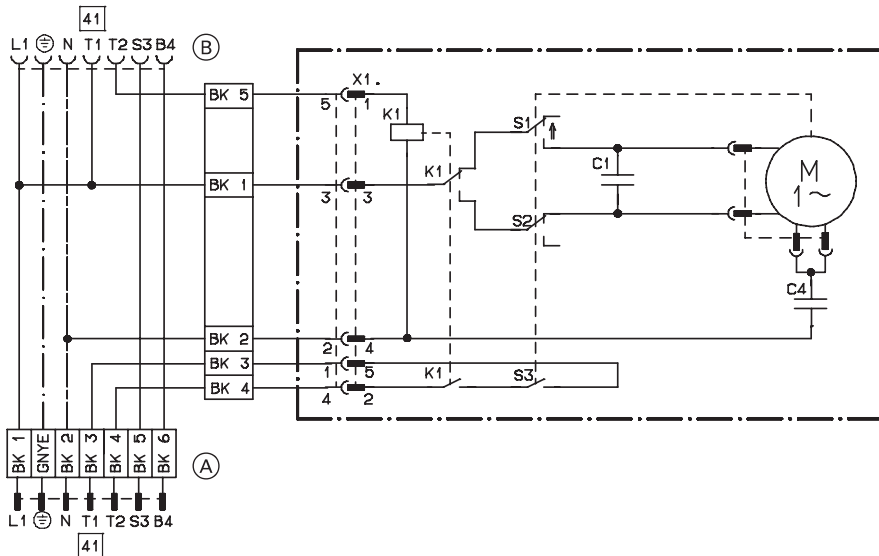 41
L1 N T1 T2 S3 B4 B
BK 5
BK 1
BK 2
BK 3
BK 4
X1.
5 1
K1
3 3
K1
S1
S2
C1
M
1~
C4
2 4
1 5
4 2
K1
S3
BK 1
GNYE
BK 2
BK 3
BK 4
BK 5
BK 6
A
L1 N T1 T2 S3 B4
41